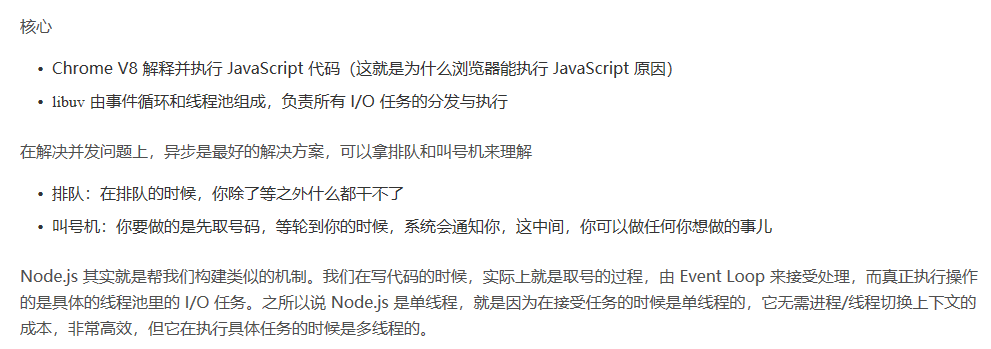 核心
• Chrome V8 解释并执行 JavaScript 代码（这就是为什么浏览器能执行 JavaScript 原因）
• libuv 由事件循环和线程池组成，负责所有 I/O 任务的分发与执行
在解决并发问题上，异步是最好的解决方案，可以拿排队和叫号机来理解
• 排队：在排队的时候，你除了等之外什么都干不了
• 叫号机：你要做的是先取号码，等轮到你的时候，系统会通知你，这中间，你可以做任何你想做的事儿
Node.js 其实就是帮我们构建类似的机制。我们在写代码的时候，实际上就是取号的过程，由 Event Loop 来接受处理，而真正执行操作
的是具体的线程池里的 I/O 任务。之所以说 Node.js 是单线程，就是因为在接受任务的时候是单线程的，它无需进程/线程切换上下文的
成本，非常高效，但它在执行具体任务的时候是多线程的。